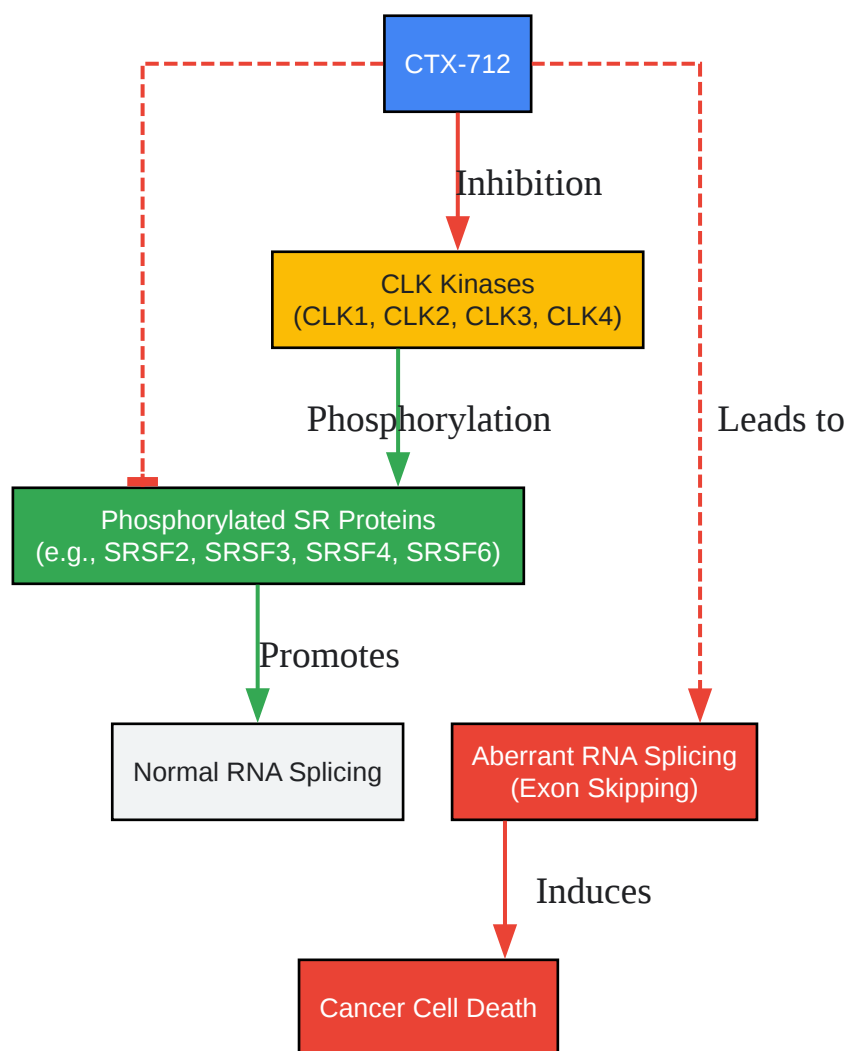 CTX-712
Inhibition
CLK Kinases
(CLK1, CLK2, CLK3, CLK4)
Phosphorylation
Leads to
Phosphorylated SR Proteins
(e.g., SRSF2, SRSF3, SRSF4, SRSF6)
Promotes
Normal RNA Splicing
Aberrant RNA Splicing
(Exon Skipping)
Induces
Cancer Cell Death